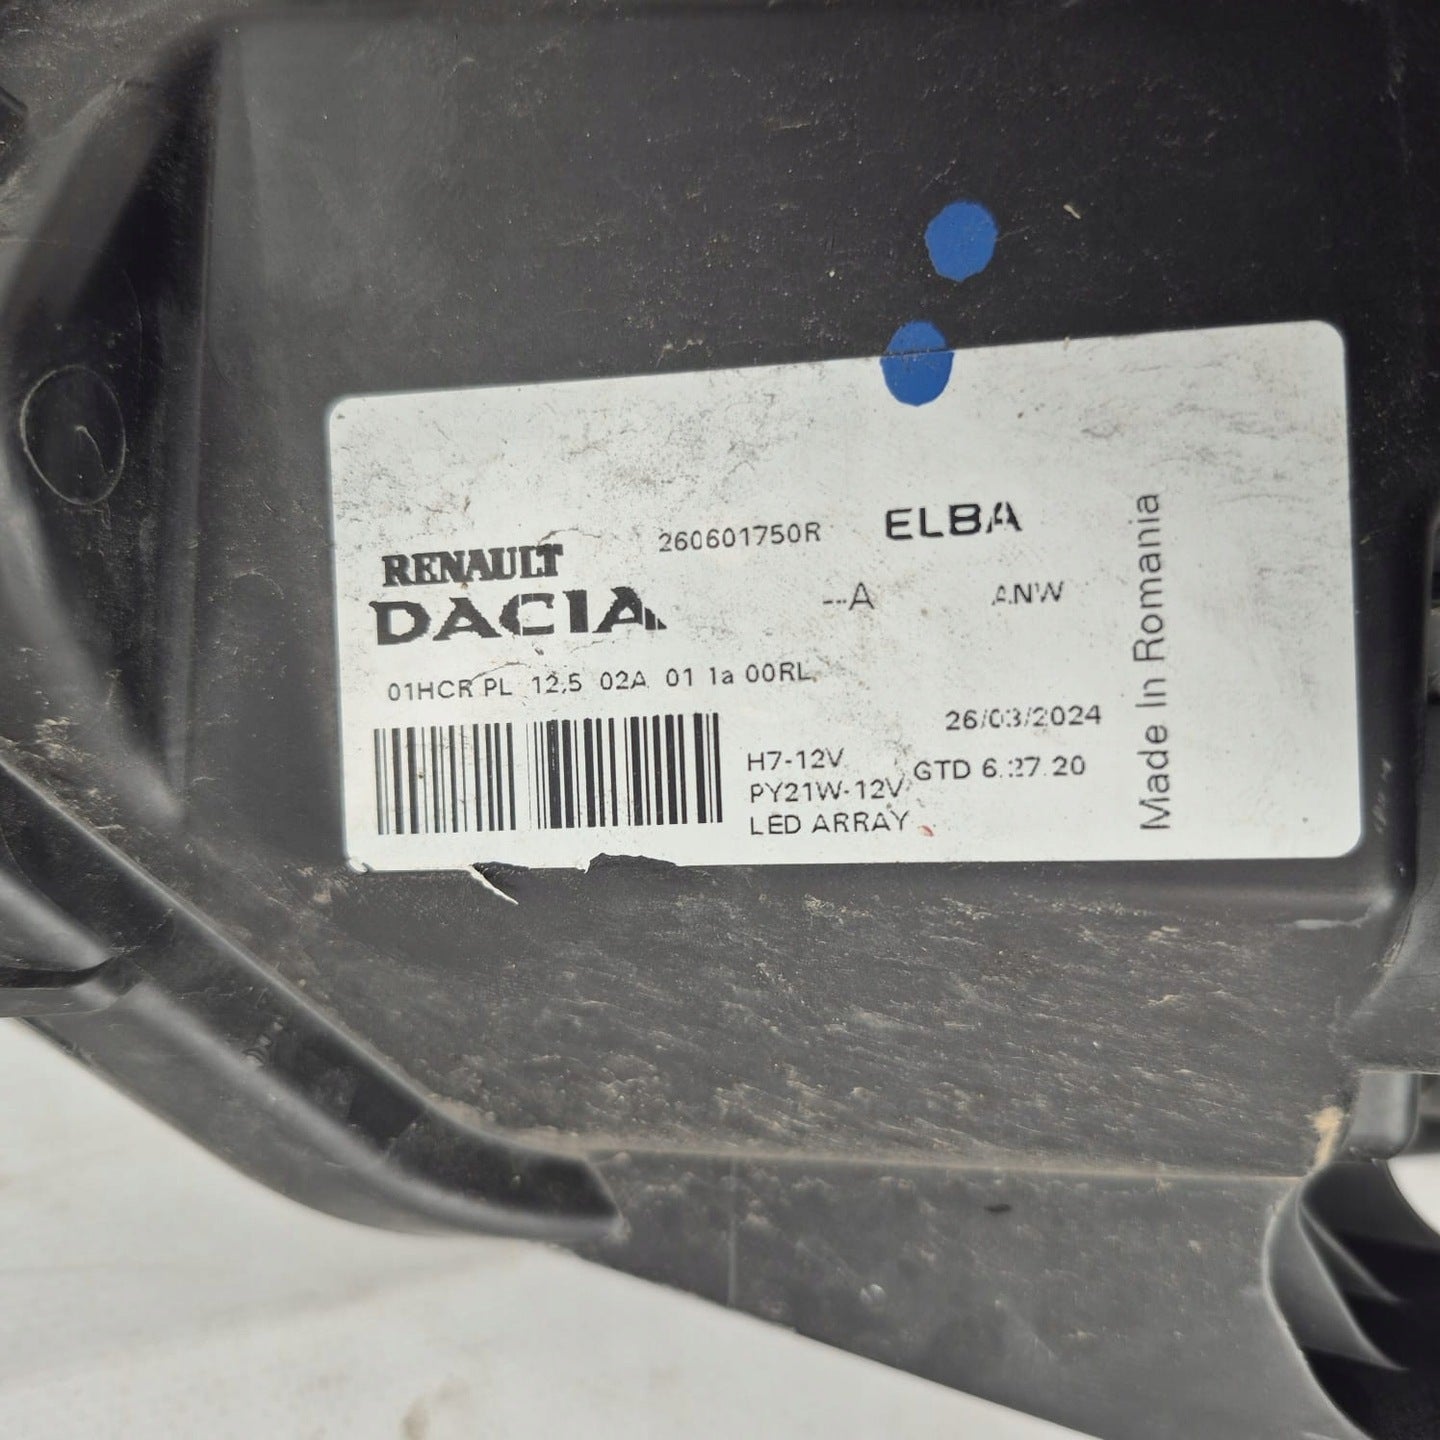 260601750R ELBA
RENAULT
DACIA
--A ANW
01HCR PL 12,5 02A 01 1a 00RL
26/03/2024
H7-12V
GTD 6.27.20
PY21W-12V
LED ARRAY
Made In Romania